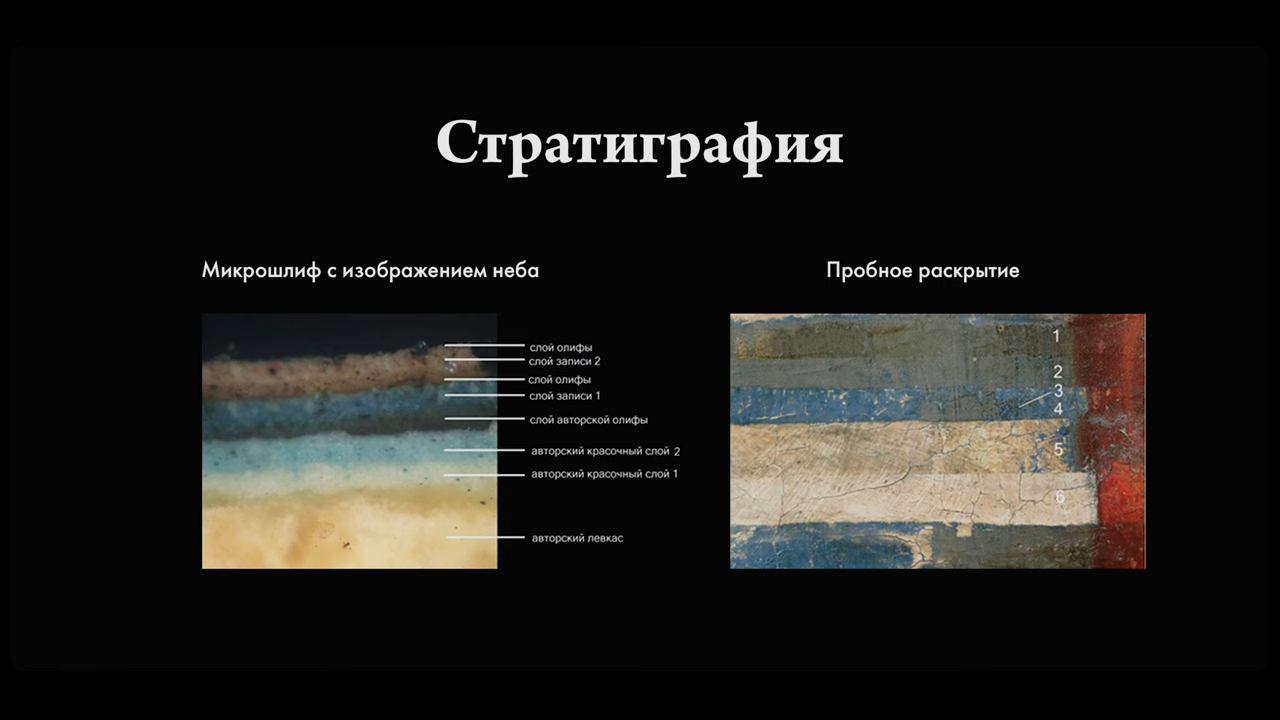 Стратиграфия
Микрошлиф с изображением неба
слой олифы
слой записи 2
слой олифы
слой записи 1
слой авторской олифы
авторский красочный слой 2
авторский красочный слой 1
авторский левкас
Пробное раскрытие
1
2
3
4
5
6